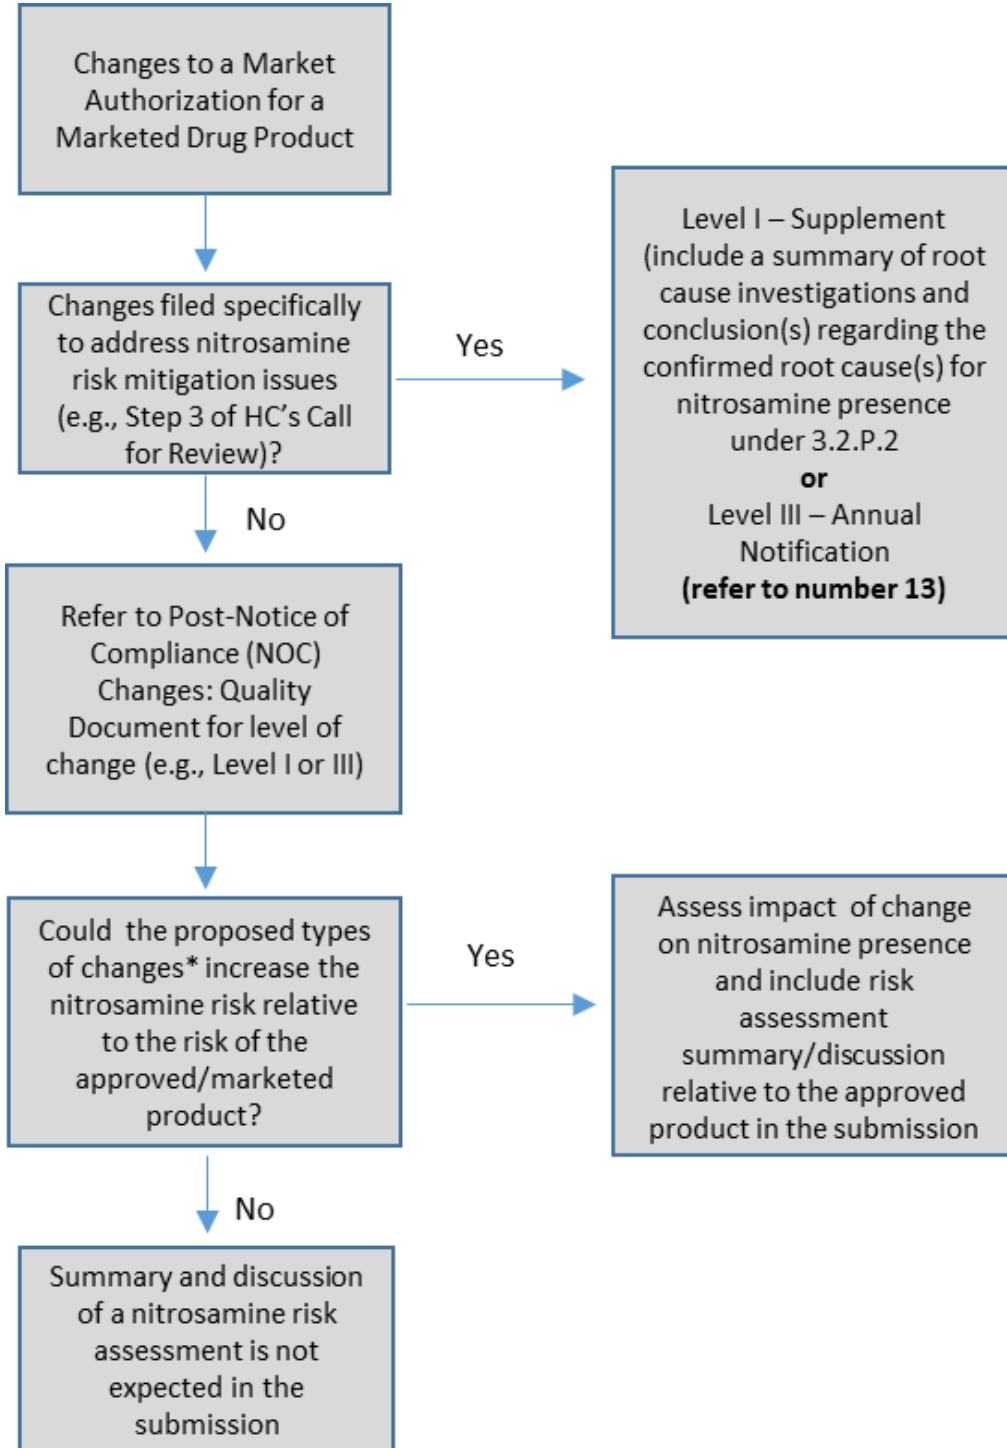 Changes to a Market
Authorization for a
Marketed Drug Product
Changes filed specifically
to address nitrosamine
risk mitigation issues
(e.g., Step 3 of HC's Call
for Review)?
Yes
Level I – Supplement
(include a summary of root
cause investigations and
conclusion(s) regarding the
confirmed root cause(s) for
nitrosamine presence
under 3.2.P.2
or
Level III – Annual
Notification
(refer to number 13)
No
Refer to Post-Notice of
Compliance (NOC)
Changes: Quality
Document for level of
change (e.g., Level I or III)
Could the proposed types
of changes* increase the
nitrosamine risk relative
to the risk of the
approved/marketed
product?
Yes
Assess impact of change
on nitrosamine presence
and include risk
assessment
summary/discussion
relative to the approved
product in the submission
No
Summary and discussion
of a nitrosamine risk
assessment is not
expected in the
submission